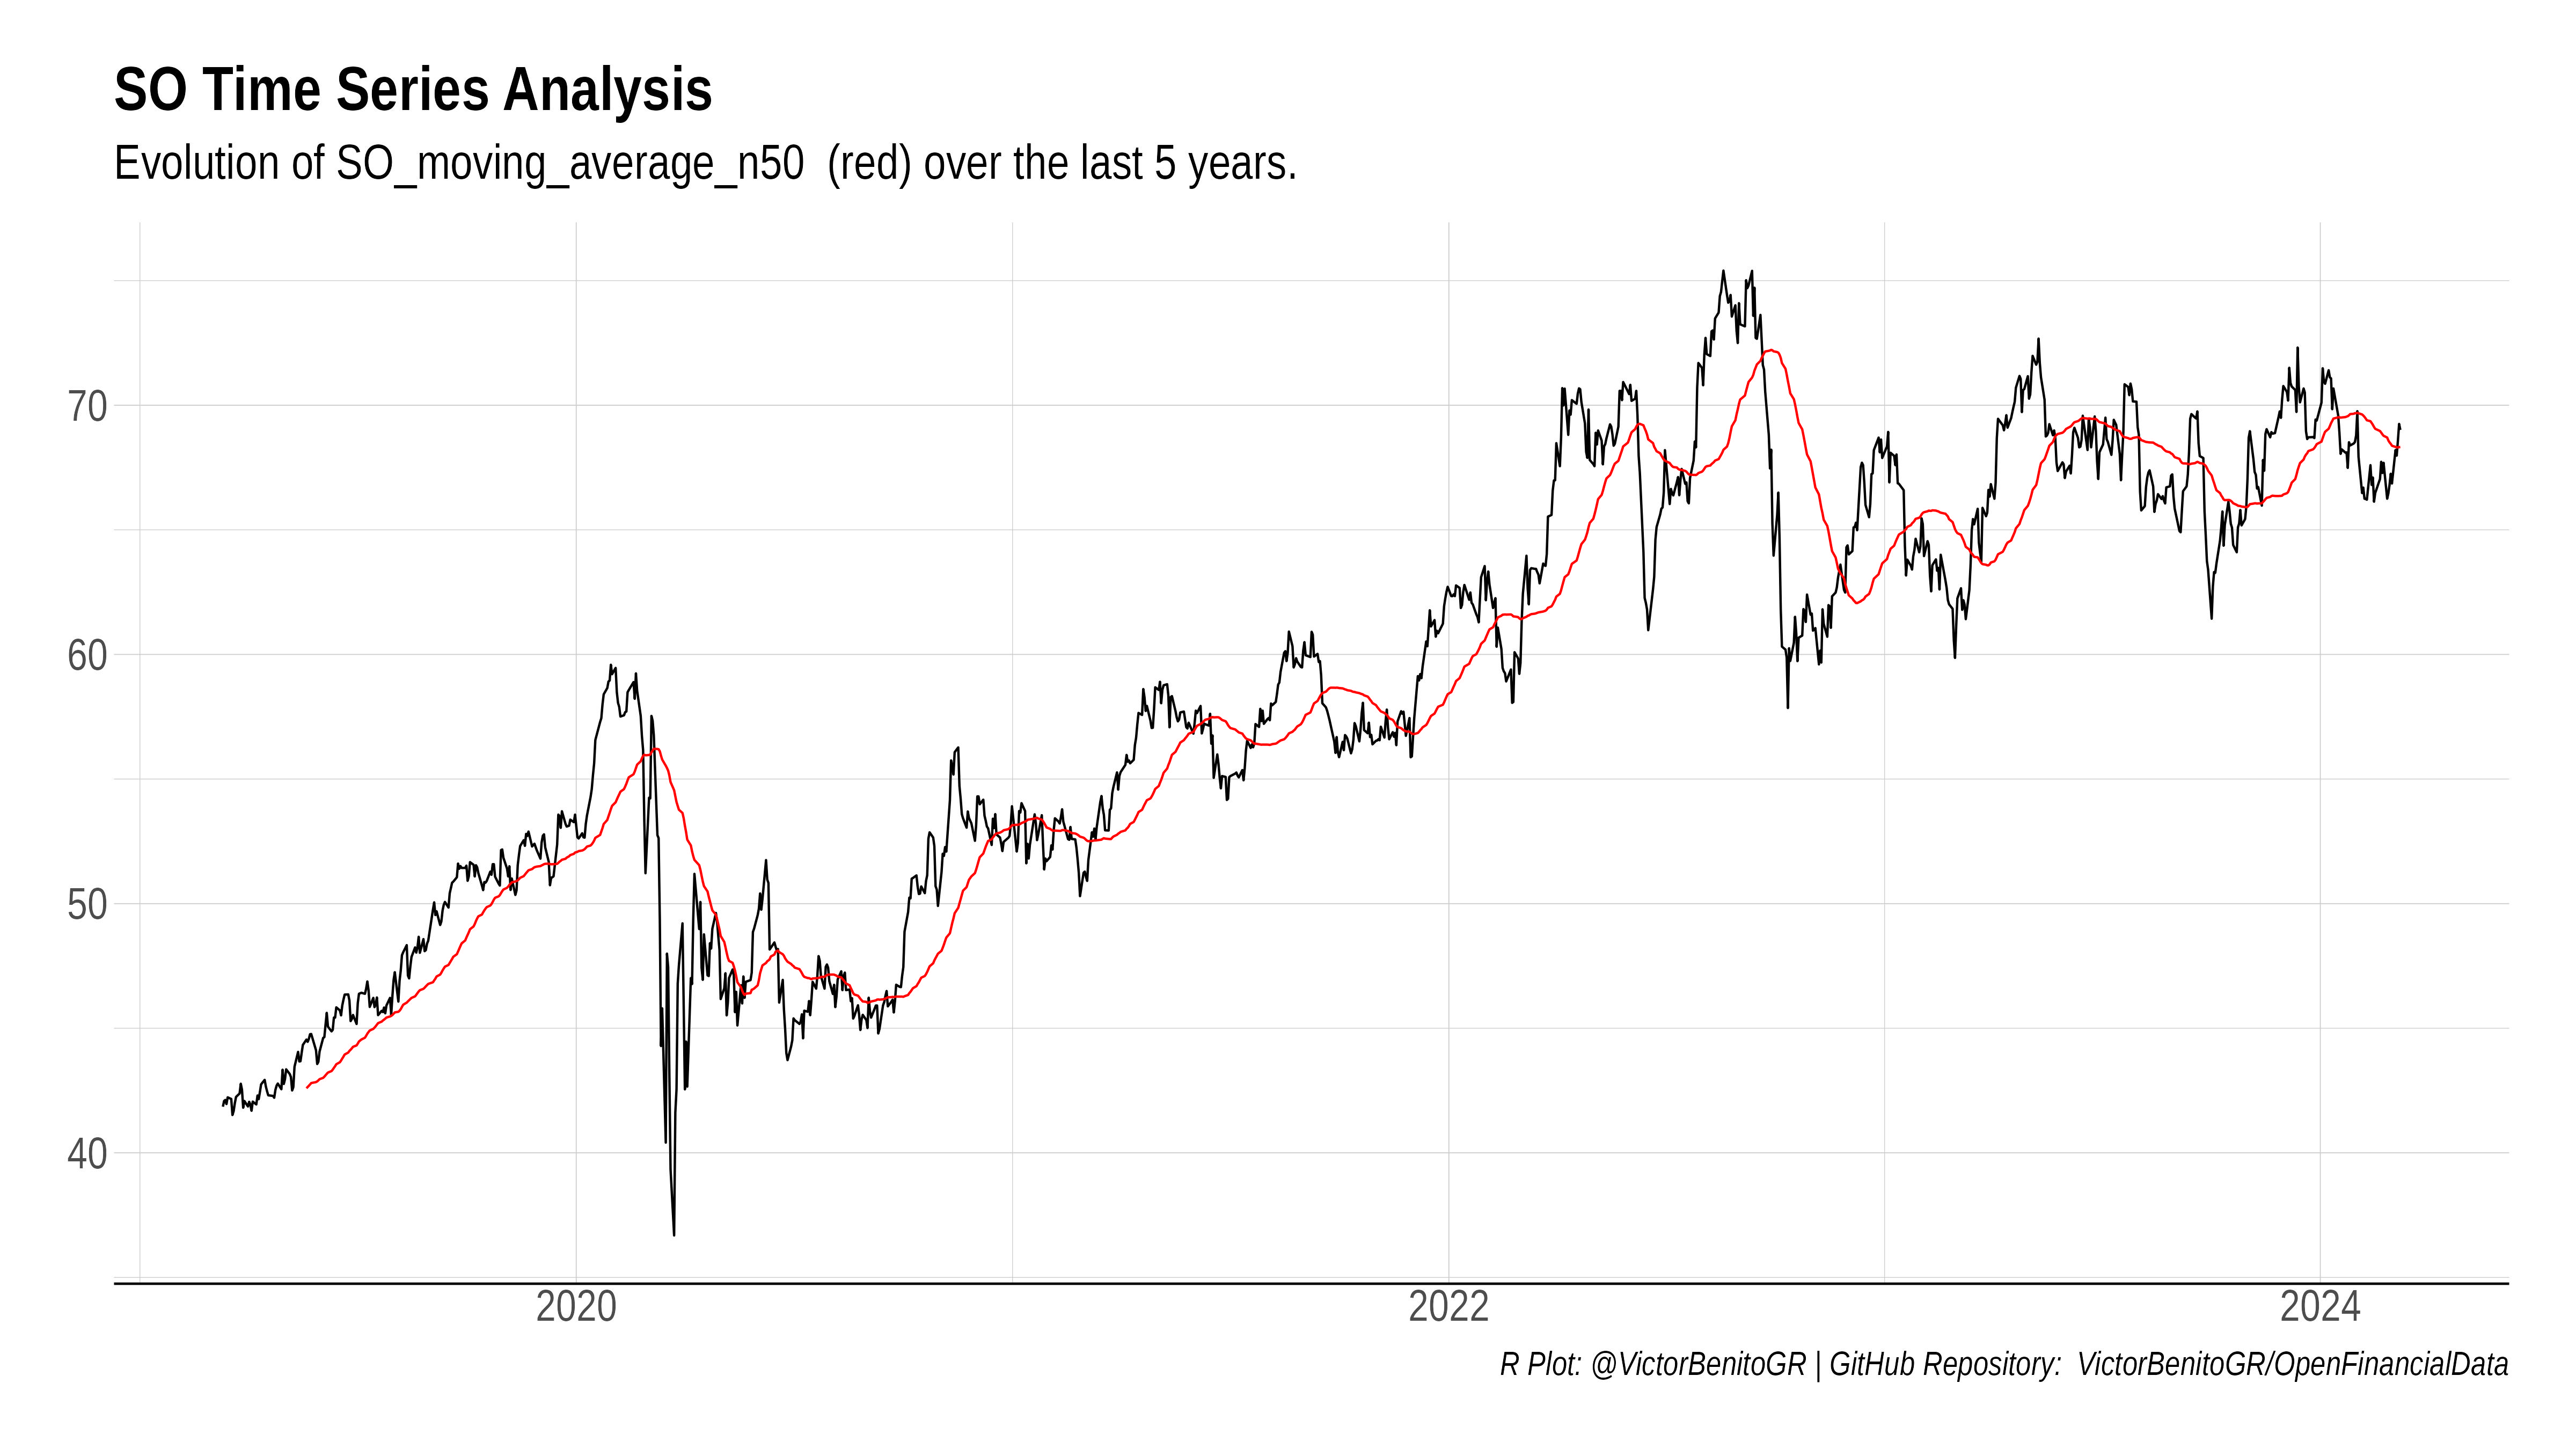 SO Time Series Analysis
Evolution of SO_moving_average_n50  (red) over the last 5 years.
70
60
50
40
2020 2022 2024
R Plot: @VictorBenitoGR | GitHub Repository:  VictorBenitoGR/OpenFinancialData